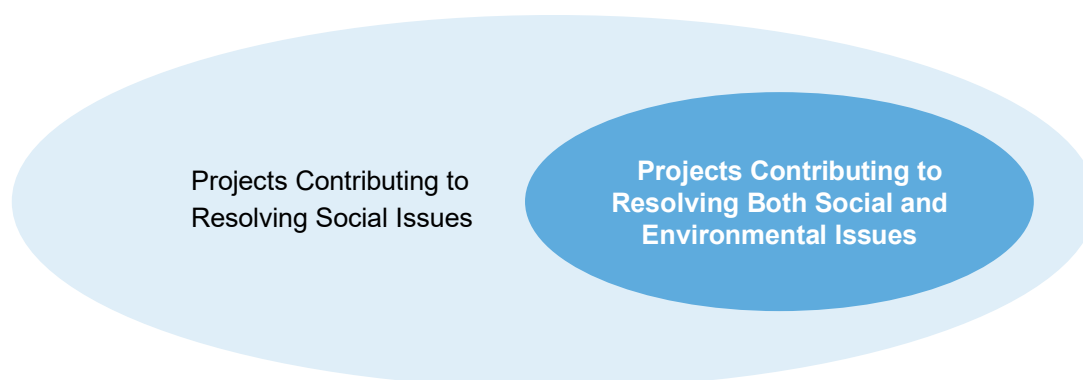 Projects Contributing to
Resolving Social Issues
Projects Contributing to
Resolving Both Social and
Environmental Issues